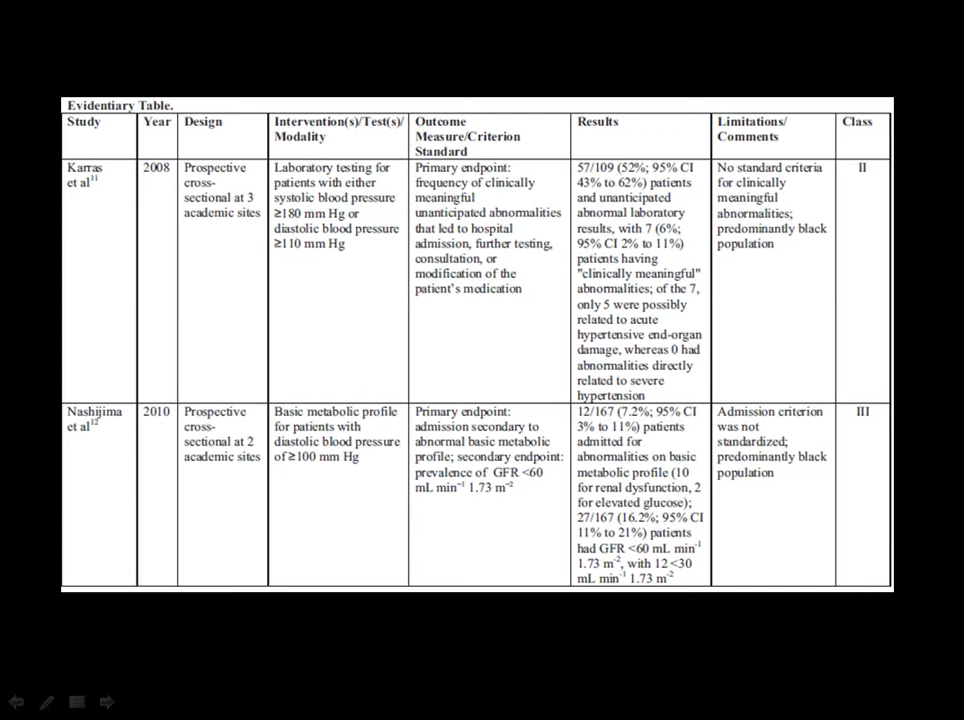 Evidentiary Table.
Study
Year
Design
Intervention(s)/Test(s)/
Modality
Outcome
Measure/Criterion
Standard
Results
Limitations/
Comments
Class
Karras
et al11
2008
Prospective
cross-
sectional at 3
academic sites
Laboratory testing for
patients with either
systolic blood pressure
≥180 mm Hg or
diastolic blood pressure
≥110 mm Hg
Primary endpoint:
frequency of clinically
meaningful
unanticipated abnormalities
that led to hospital
admission, further testing,
consultation, or
modification of the
patient's medication
57/109 (52%; 95% CI
43% to 62%) patients
and unanticipated
abnormal laboratory
results, with 7 (6%;
95% CI 2% to 11%)
patients having
"clinically meaningful"
abnormalities; of the 7,
only 5 were possibly
related to acute
hypertensive end-organ
damage, whereas 0 had
abnormalities directly
related to severe
hypertension
No standard criteria
for clinically
meaningful
abnormalities;
predominantly black
population
II
Nashijima
et al12
2010
Prospective
cross-
sectional at 2
academic sites
Basic metabolic profile
for patients with
diastolic blood pressure
of ≥100 mm Hg
Primary endpoint:
admission secondary to
abnormal basic metabolic
profile; secondary endpoint:
prevalence of GFR <60
mL min⁻¹ 1.73 m⁻²
12/167 (7.2%; 95% CI
3% to 11%) patients
admitted for
abnormalities on basic
metabolic profile (10
for renal dysfunction, 2
for elevated glucose);
27/167 (16.2%; 95% CI
11% to 21%) patients
had GFR <60 mL min⁻¹
1.73 m⁻², with 12 <30
mL min⁻¹ 1.73 m⁻²
Admission criterion
was not
standardized;
predominantly black
population
III